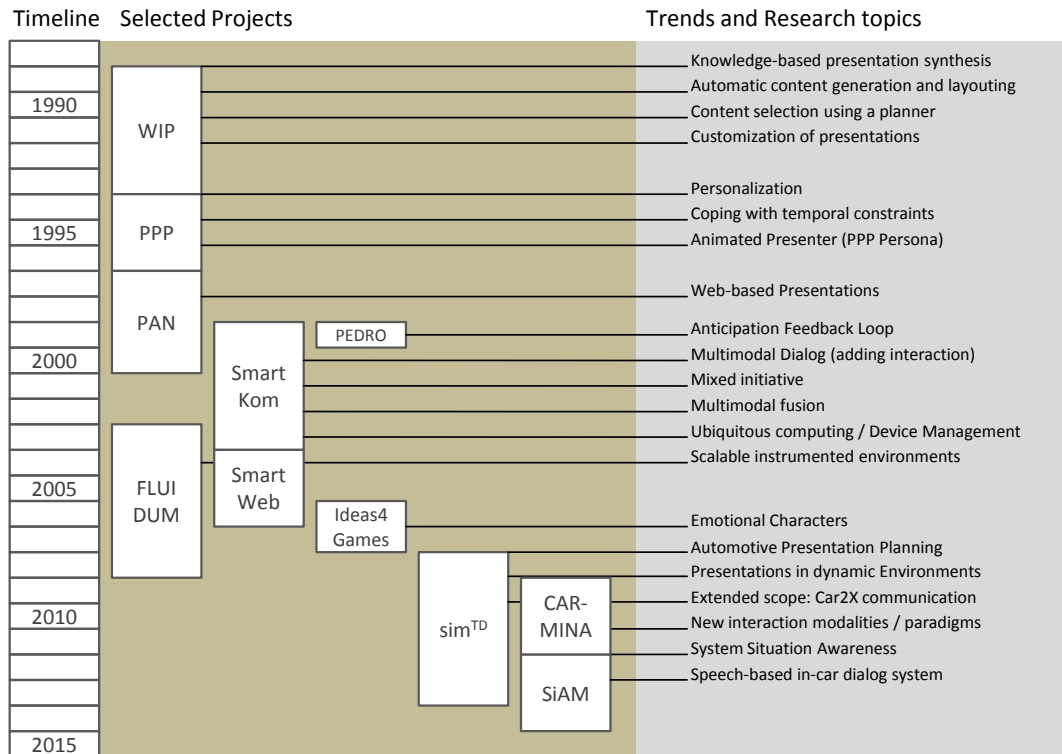 Timeline
Selected Projects
Trends and Research topics
1990
1995
2000
2005
2010
2015
WIP
PPP
PAN
PEDRO
Smart
Kom
FLUI
DUM
Smart
Web
Ideas4
Games
simTD
CAR-
MINA
SiAM
Knowledge-based presentation synthesis
Automatic content generation and layouting
Content selection using a planner
Customization of presentations
Personalization
Coping with temporal constraints
Animated Presenter (PPP Persona)
Web-based Presentations
Anticipation Feedback Loop
Multimodal Dialog (adding interaction)
Mixed initiative
Multimodal fusion
Ubiquitous computing / Device Management
Scalable instrumented environments
Emotional Characters
Automotive Presentation Planning
Presentations in dynamic Environments
Extended scope: Car2X communication
New interaction modalities / paradigms
System Situation Awareness
Speech-based in-car dialog system